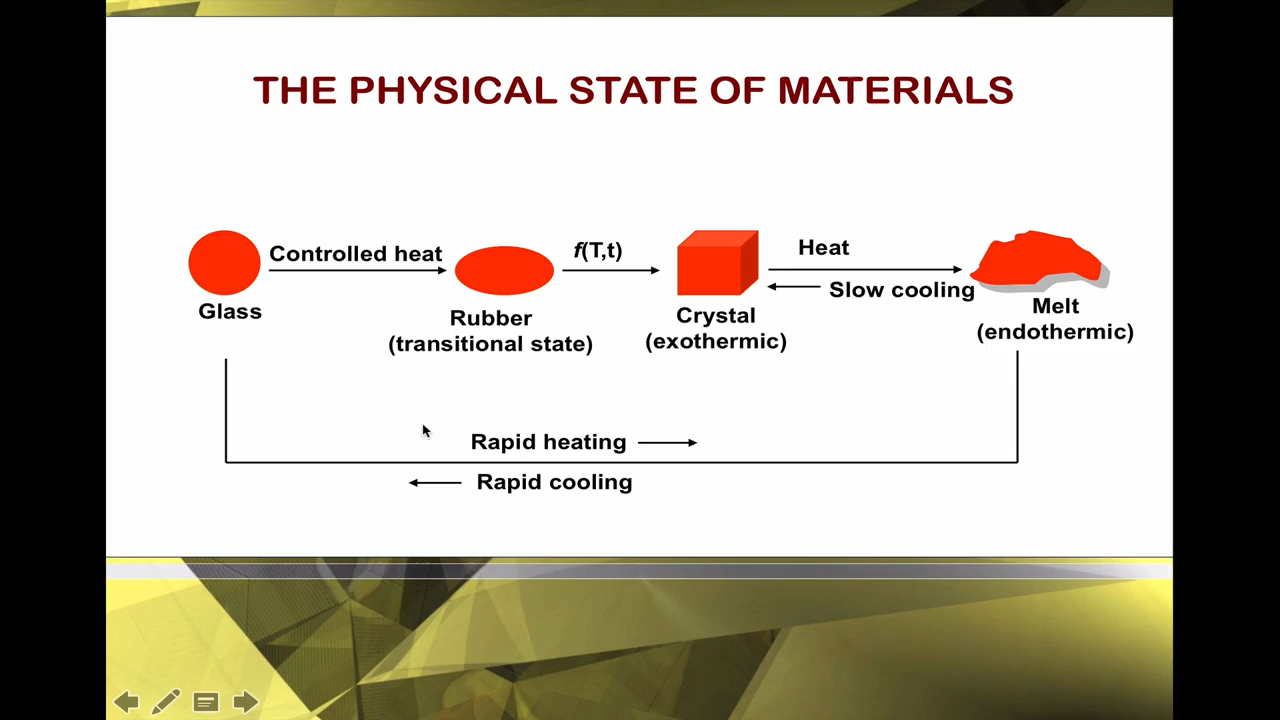 THE PHYSICAL STATE OF MATERIALS
Controlled heat
f(T,t)
Heat
Slow cooling
Glass
Rubber
(transitional state)
Crystal
(exothermic)
Melt
(endothermic)
Rapid heating
Rapid cooling